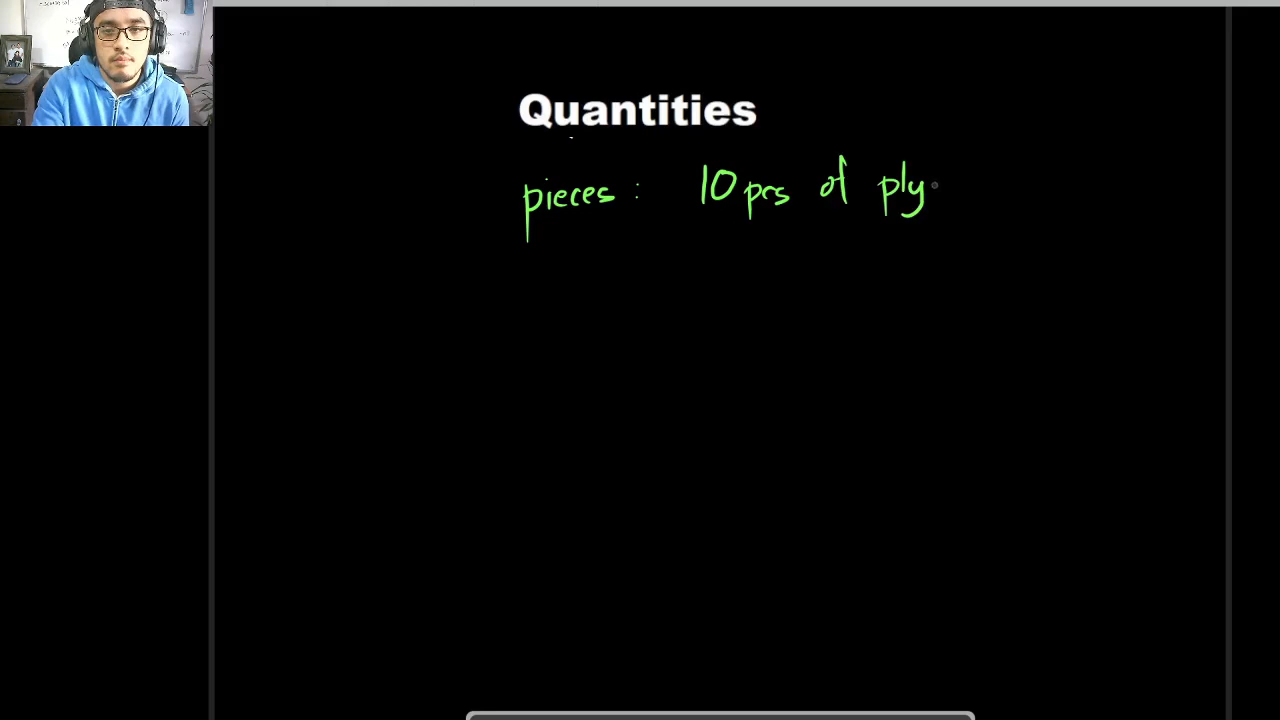 Quantities
pieces : 10 pcs of ply